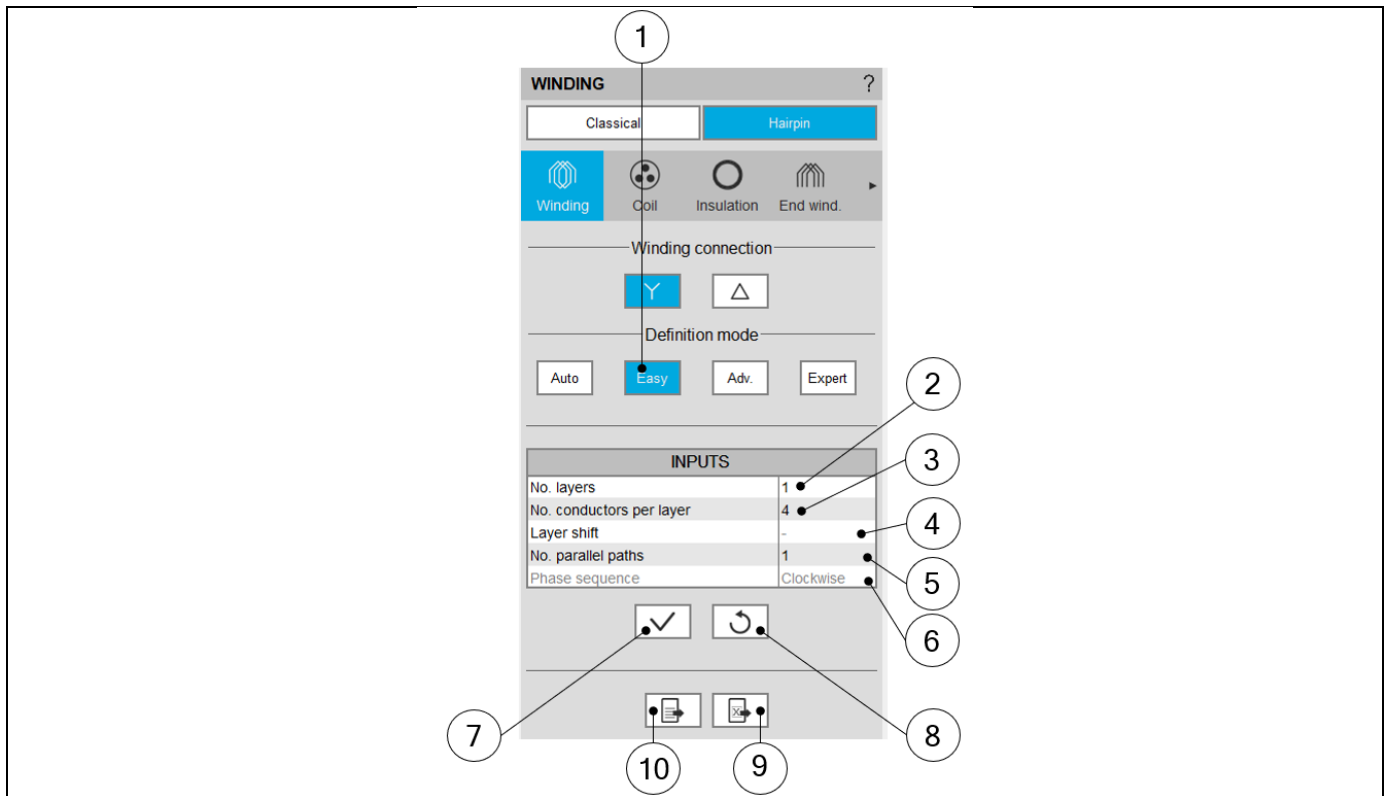 1
WINDING ?
Classical Hairpin
Winding Coil Insulation End wind.
Winding connection
Definition mode
Auto Easy Adv. Expert
2
INPUTS
3
No. layers 1
No. conductors per layer 4
4
Layer shift -
No. parallel paths 1
5
Phase sequence Clockwise
6
7 8
10 9